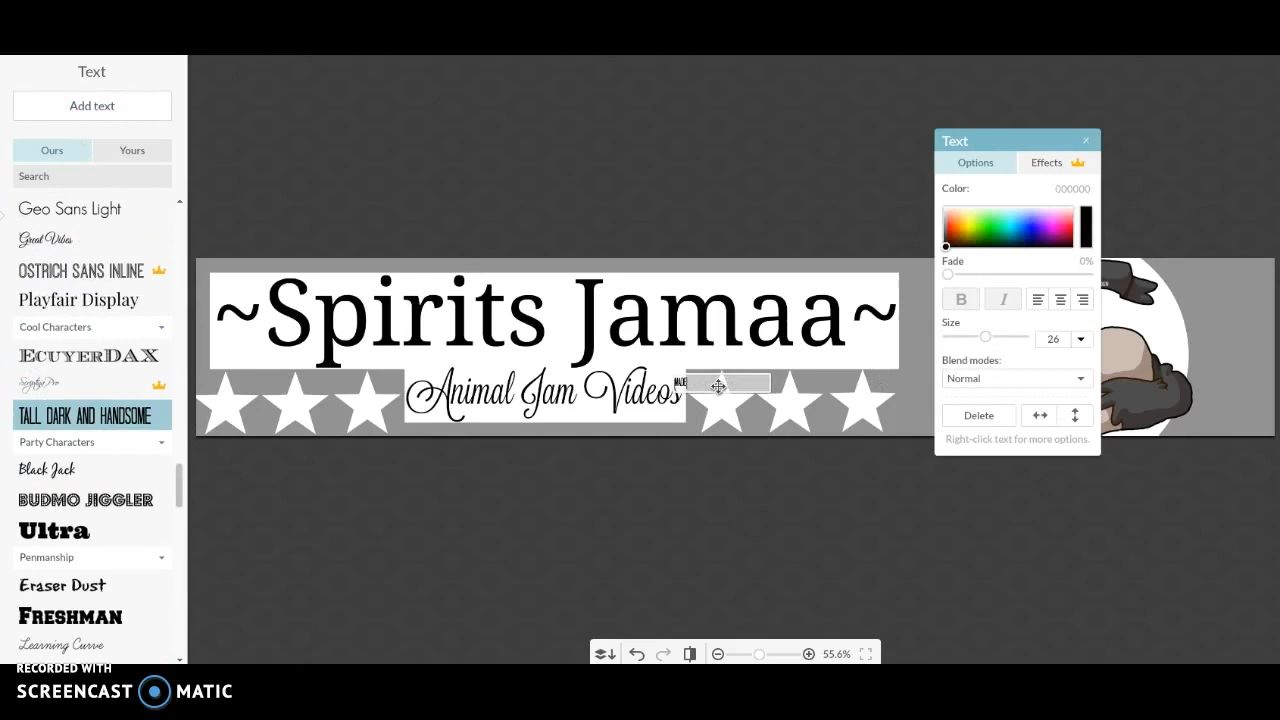 Text
Add text
Ours
Yours
Search
Geo Sans Light
Great Vibes
OSTRICH SANS INLINE
Playfair Display
Cool Characters
ECUYERDAX
ScriptinaPro
TALL DARK AND HANDSOME
Party Characters
Black Jack
BUDMO JIGGLER
Ultra
Penmanship
Eraser Dust
FRESHMAN
Learning Curve
~Spirits Jamaa~
Animal Jam Videos
MADE
Text ×
Options
Effects
Color: 000000
Fade 0%
B I
Size
26
Blend modes:
Normal
Delete
Right-click text for more options.
55.6%
RECORDED WITH
SCREENCAST MATIC